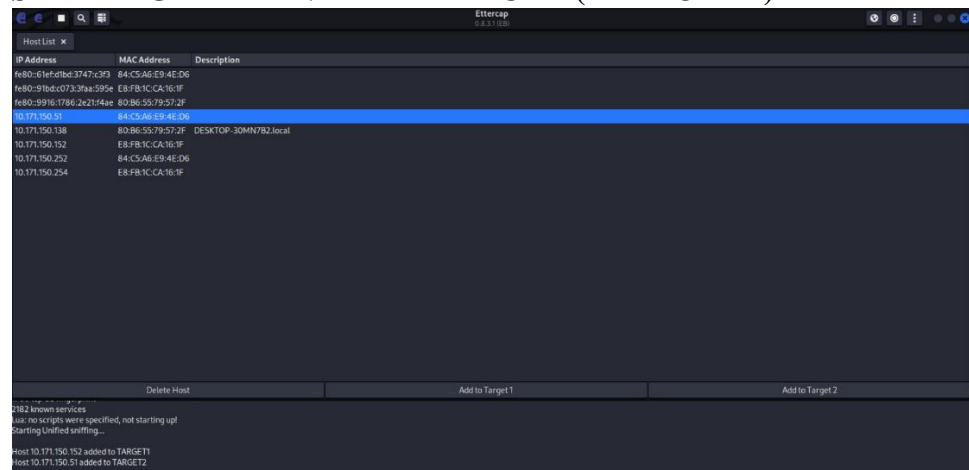 Ettercap
0.8.3.1 (EB)
Host List ×
IP Address MAC Address Description
fe80::61ef:d1bd:3747:c3f3 84:C5:A6:E9:4E:D6
fe80::91bd:c073:3faa:595e E8:FB:1C:CA:16:1F
fe80::9916:1786:2e21:f4ae 80:B6:55:79:57:2F
10.171.150.51 84:C5:A6:E9:4E:D6
10.171.150.138 80:B6:55:79:57:2F DESKTOP-30MN7B2.local
10.171.150.152 E8:FB:1C:CA:16:1F
10.171.150.252 84:C5:A6:E9:4E:D6
10.171.150.254 E8:FB:1C:CA:16:1F
Delete Host Add to Target 1 Add to Target 2
2182 known services
Lua: no scripts were specified, not starting up!
Starting Unified sniffing...
Host 10.171.150.152 added to TARGET1
Host 10.171.150.51 added to TARGET2